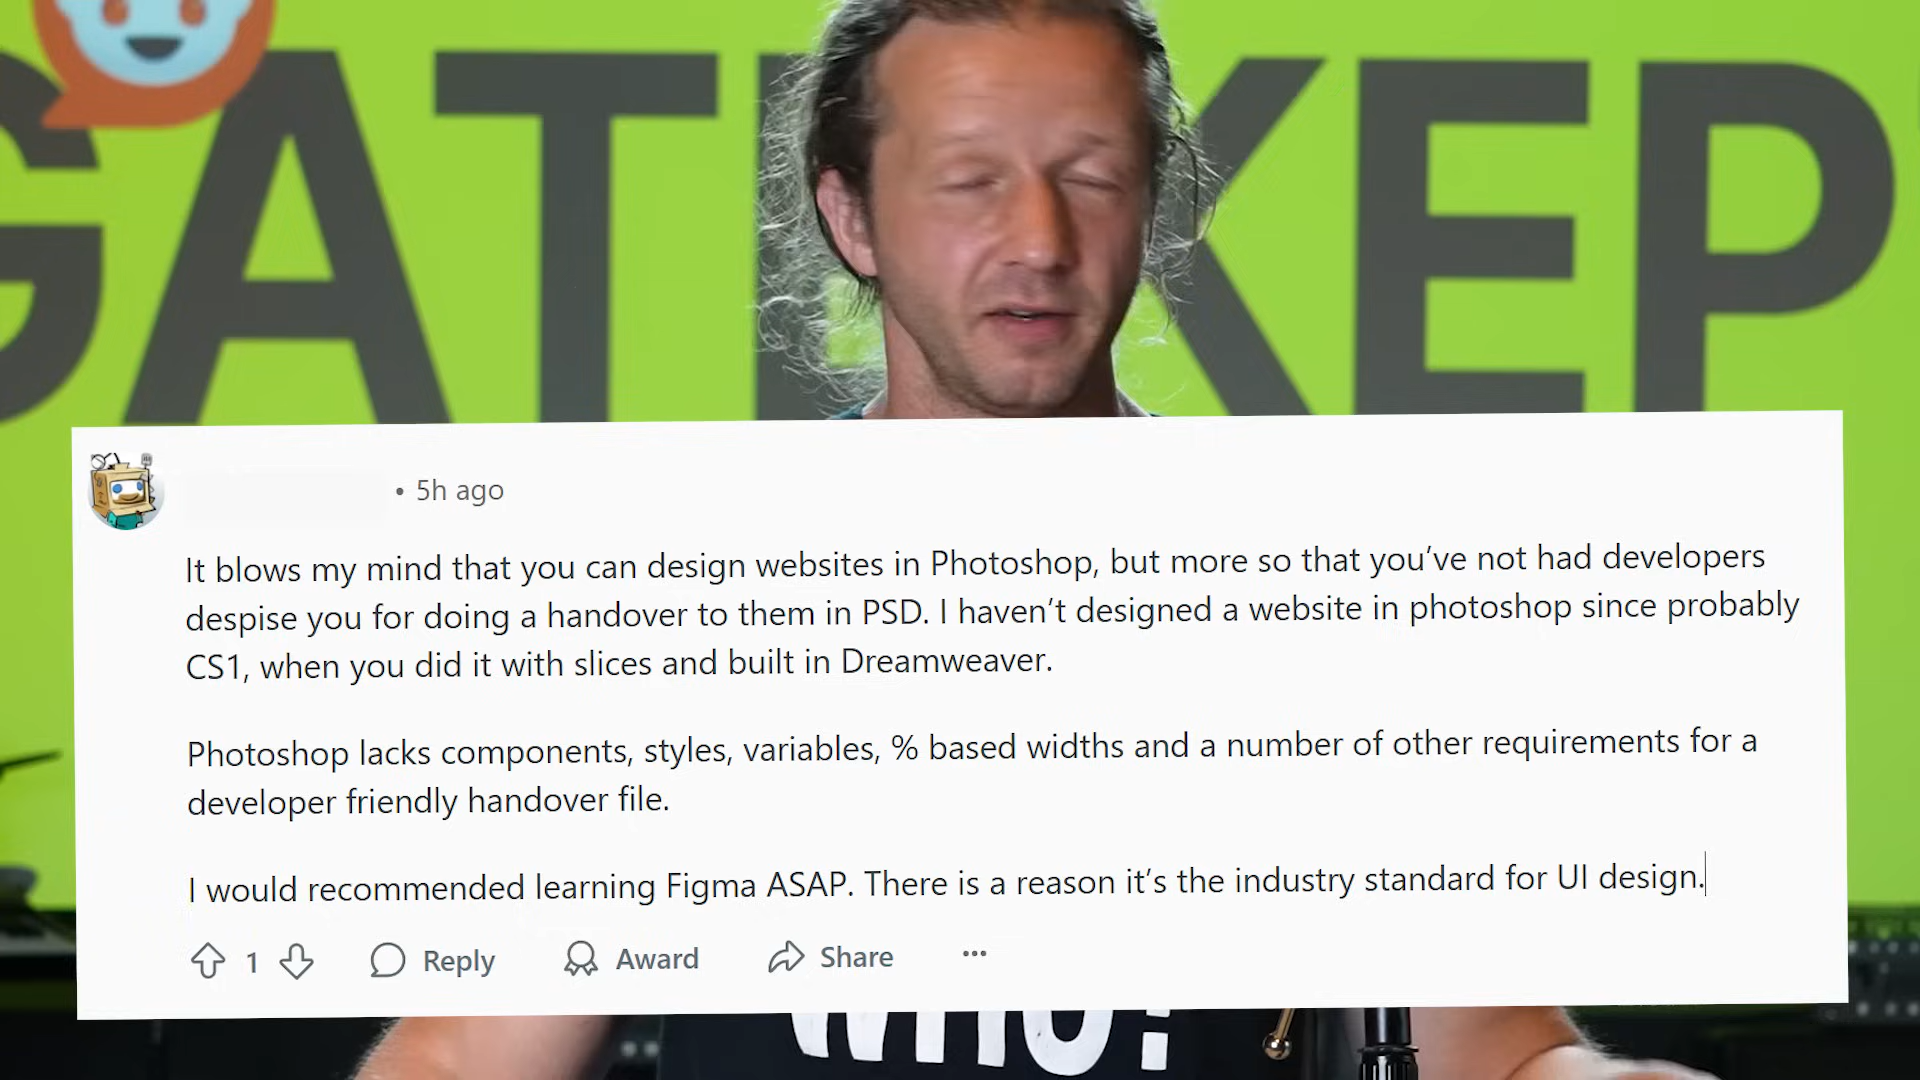 GATEKEEP
• 5h ago
It blows my mind that you can design websites in Photoshop, but more so that you’ve not had developers
despise you for doing a handover to them in PSD. I haven’t designed a website in photoshop since probably
CS1, when you did it with slices and built in Dreamweaver.
Photoshop lacks components, styles, variables, % based widths and a number of other requirements for a
developer friendly handover file.
I would recommended learning Figma ASAP. There is a reason it’s the industry standard for UI design.
1 Reply Award Share ...
WHO?